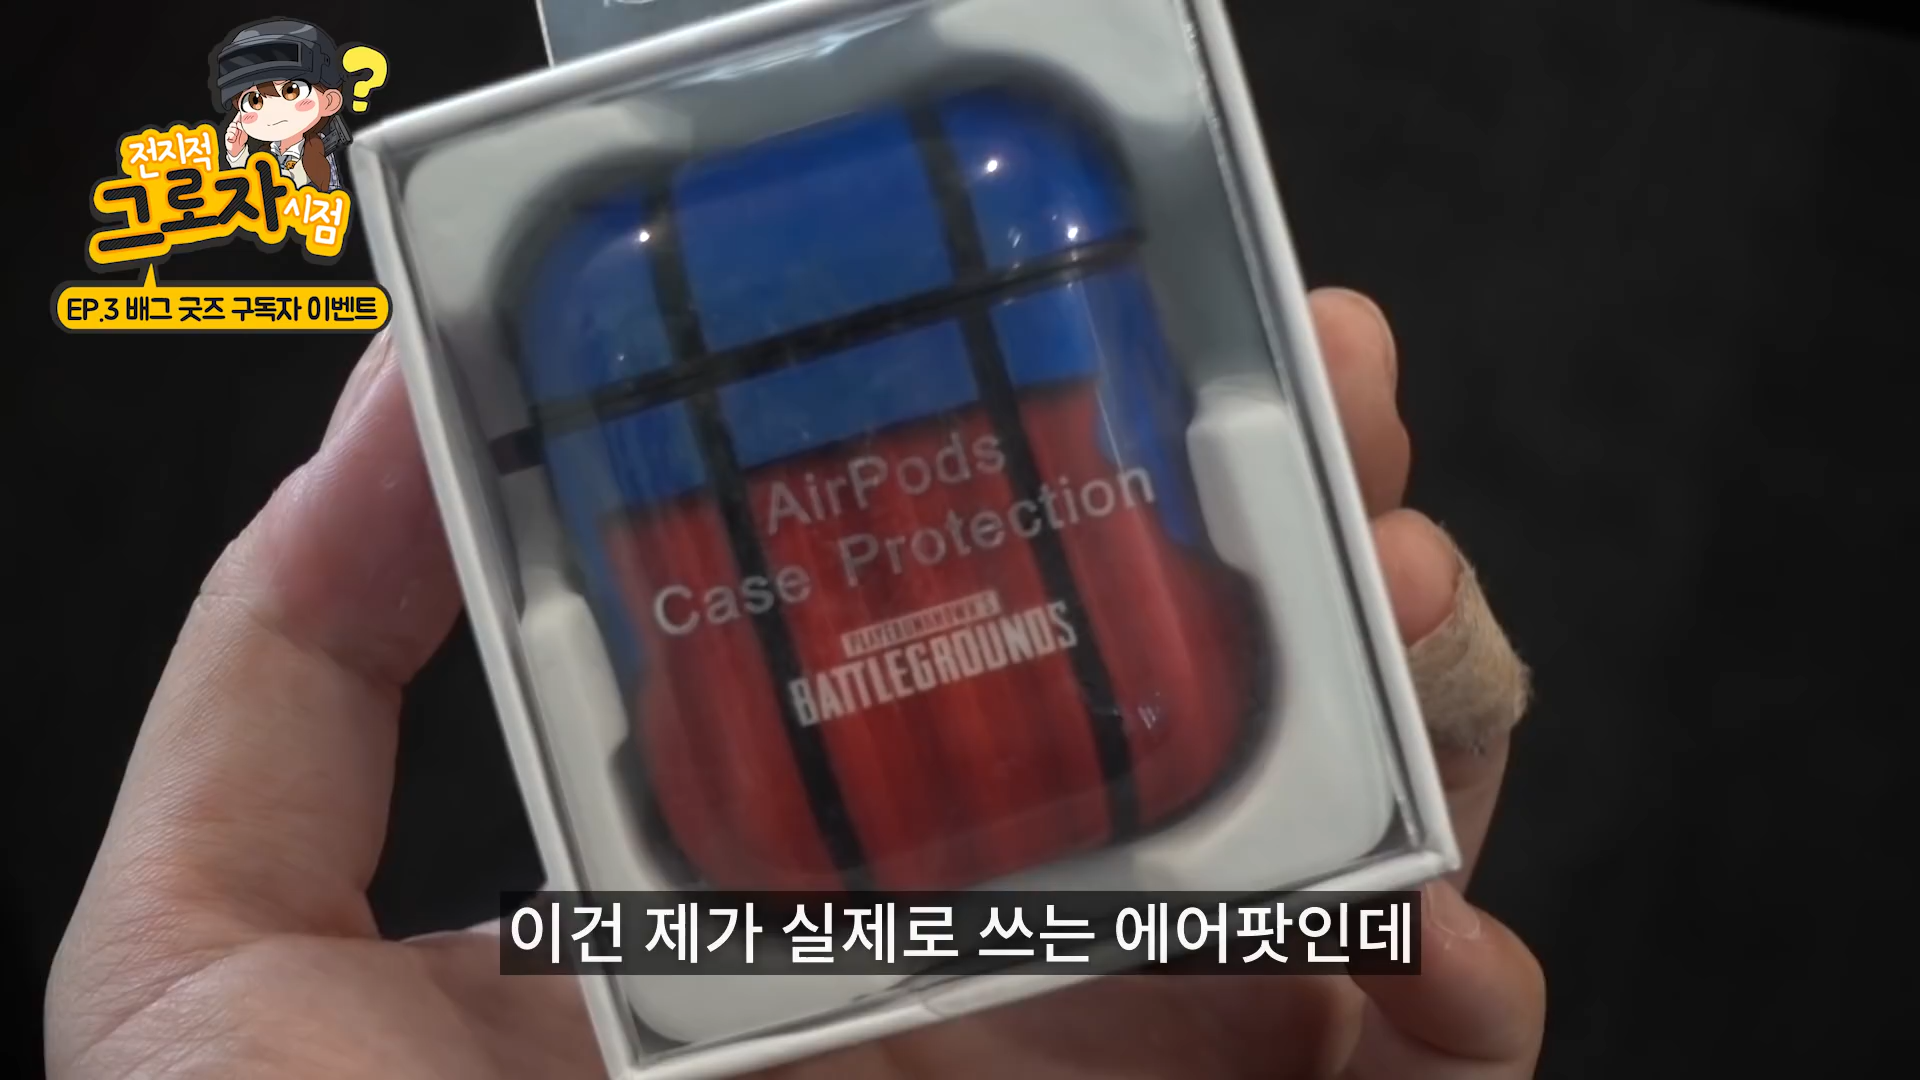 전지적
그로자
시점
EP.3 배그 굿즈 구독자 이벤트
AirPods
Case Protection
PLAYERUNKNOWN'S
BATTLEGROUNDS
이건 제가 실제로 쓰는 에어팟인데